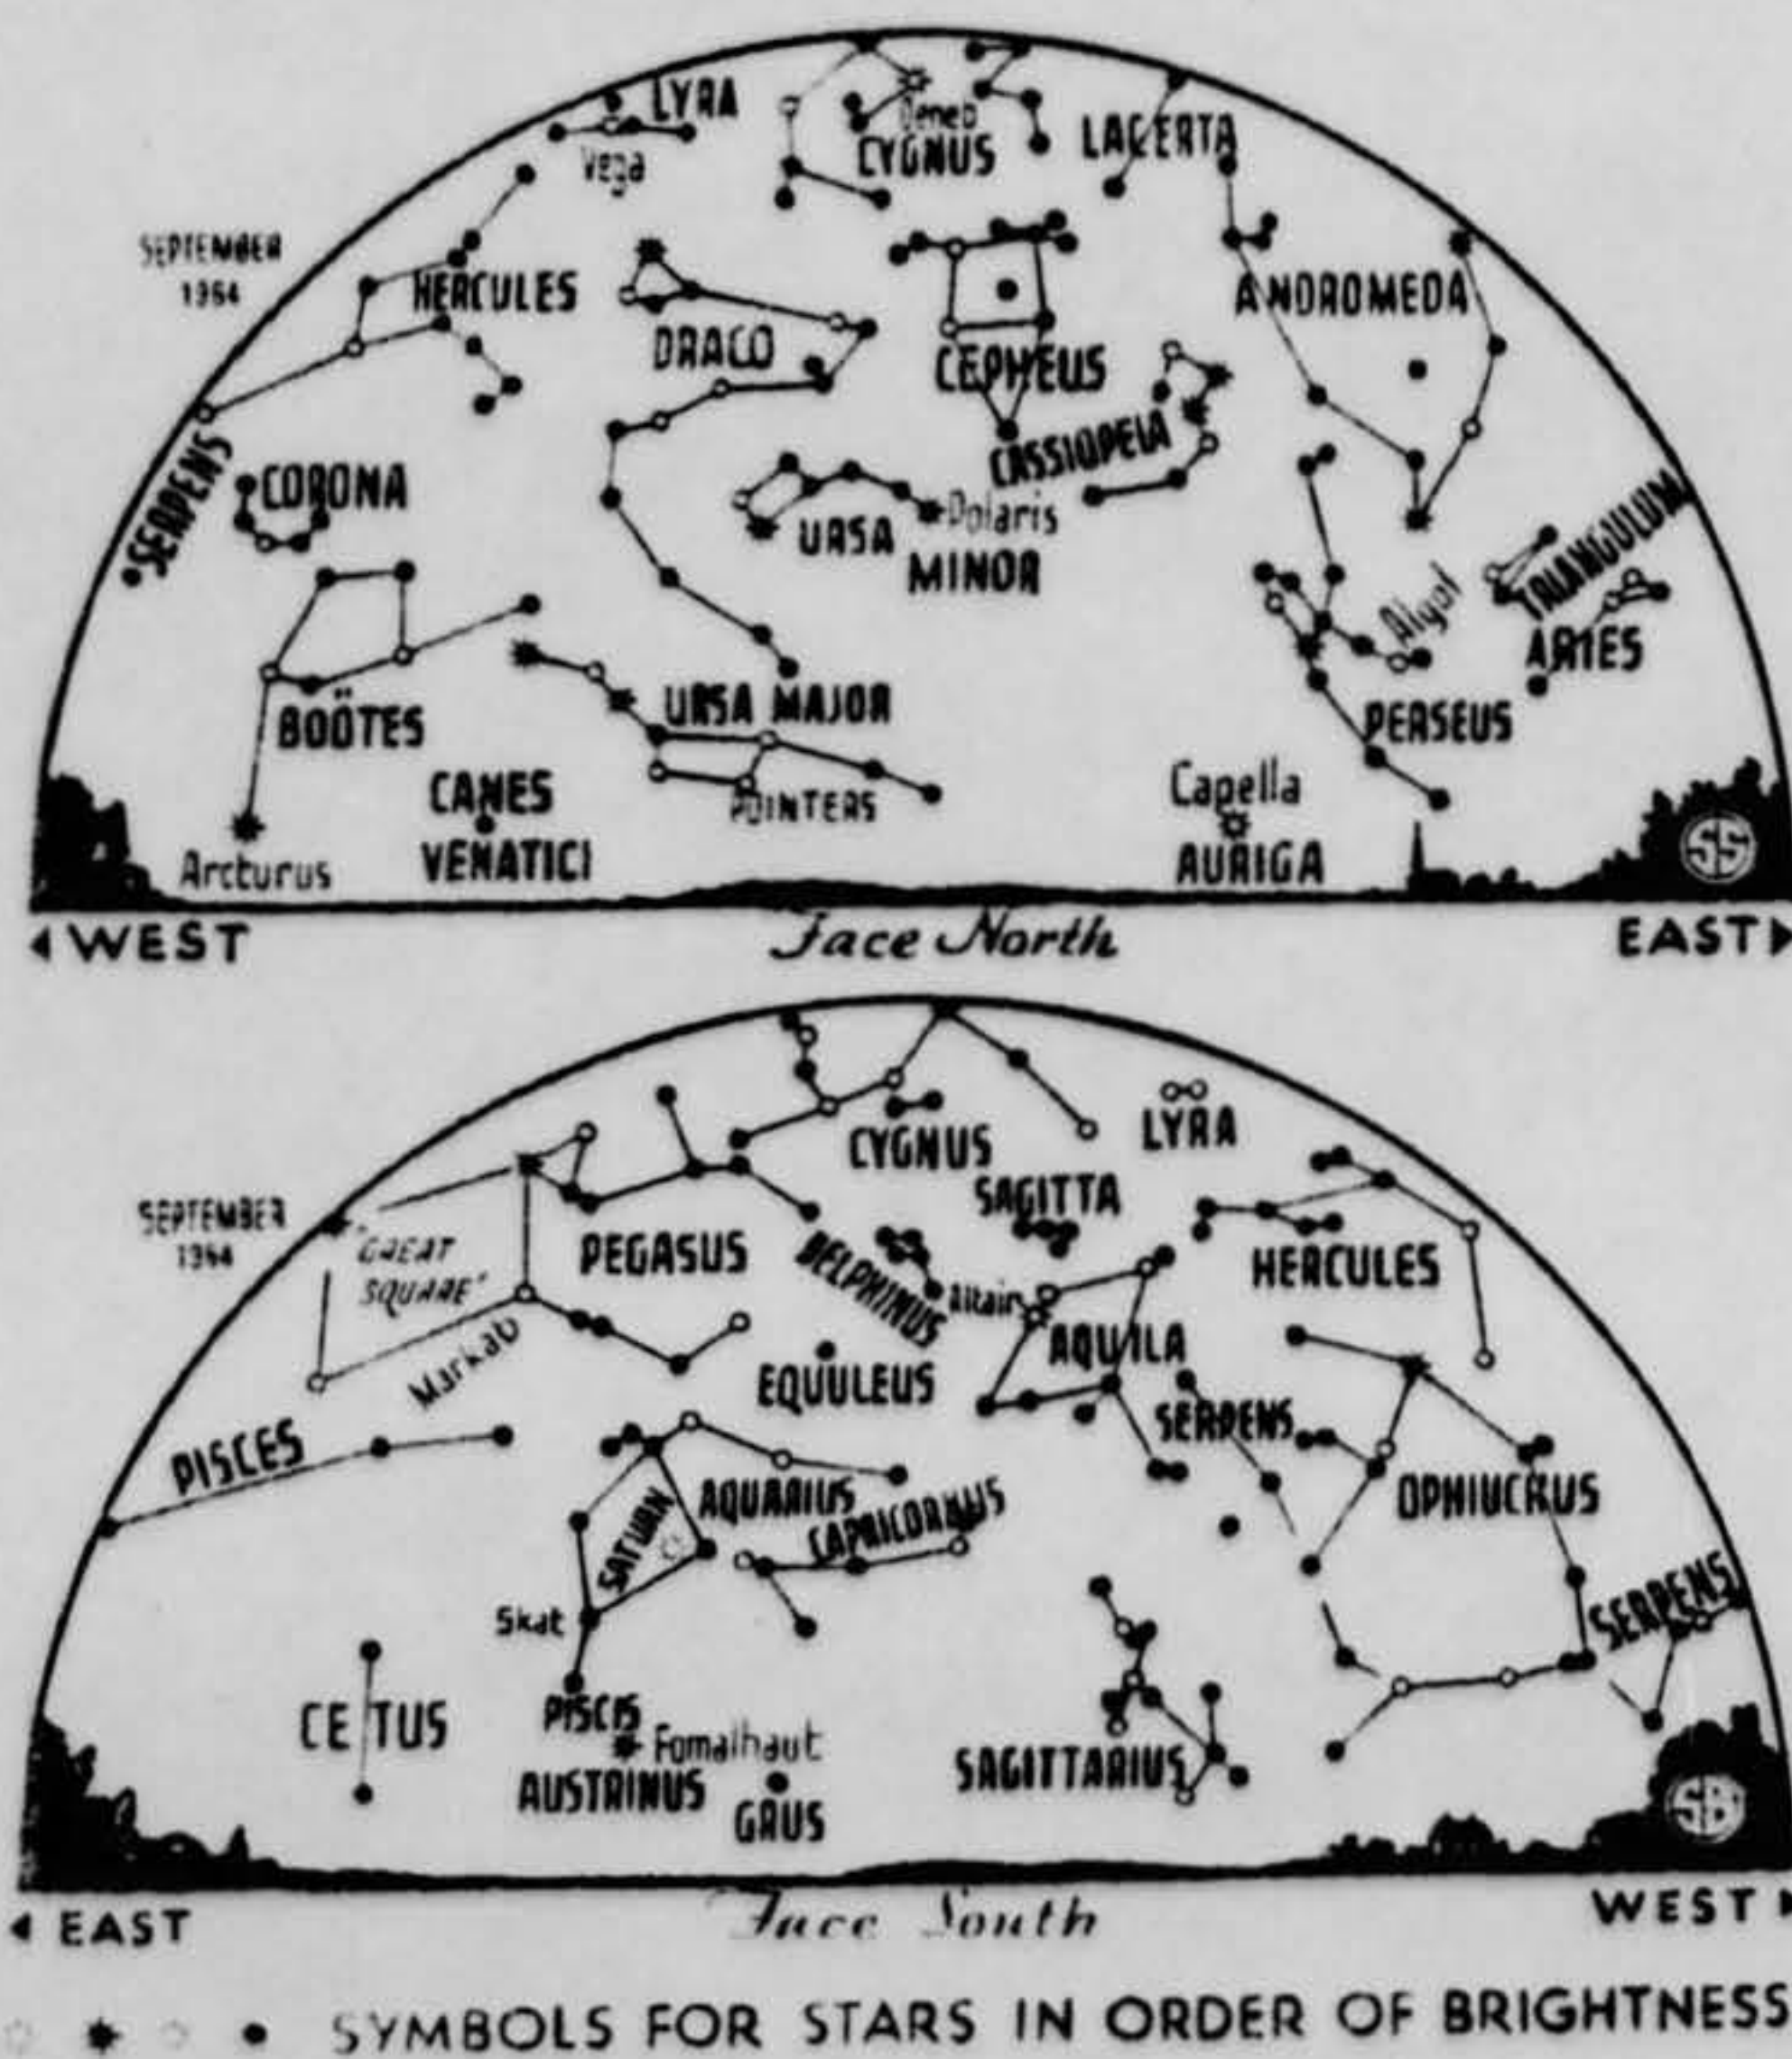 LYRA
Deneb
CYGNUS
LACERTA
Vega
SEPTEMBER
1964
HERCULES
ANDROMEDA
DRACO
CEPHEUS
CASSIOPEIA
SERPENS
CORONA
Polaris
URSA
MINOR
TRIANGULUM
Algol
ARIES
URSA MAJOR
BOÖTES
PERSEUS
CANES
VENATICI
POINTERS
Capella
AURIGA
Arcturus
SS
WEST
Face North
EAST
LYRA
CYGNUS
SAGITTA
SEPTEMBER
1964
"GREAT
SQUARE"
PEGASUS
DELPHINUS
HERCULES
Altair
Markab
AQUILA
EQUULEUS
SERPENS
PISCES
AQUARIUS
CAPRICORNUS
OPHIUCHUS
SATURN
SERPENS
Skat
CETUS
PISCIS
Fomalhaut
AUSTRINUS
SAGITTARIUS
GRUS
EAST
Face South
WEST
SYMBOLS FOR STARS IN ORDER OF BRIGHTNESS